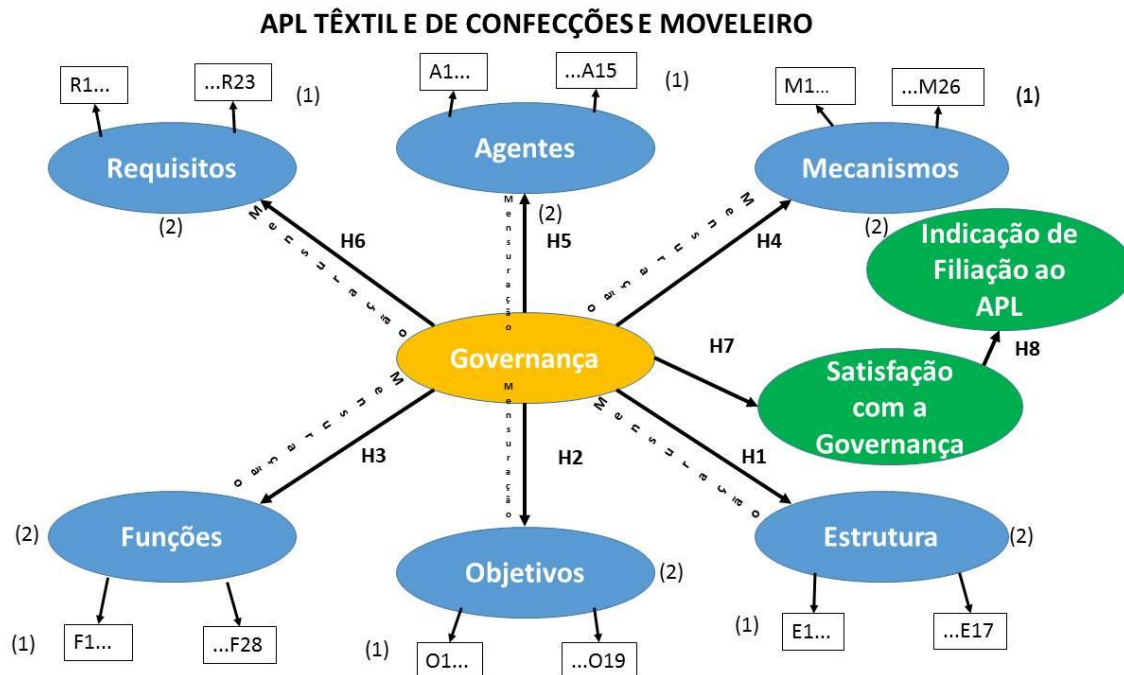 APL TÊXTIL E DE CONFECÇÕES E MOVELEIRO
R1...
...R23
(1)
A1...
...A15
(1)
M1...
...M26
(1)
Requisitos
(2)
Agentes
(2)
Mecanismos
(2)
Indicação de
Filiação ao
APL
Mensuração
H6
Mensuração
H5
Mensuração
H4
Governança
H7
H8
Satisfação
com a
Governança
Mensuração
H3
Mensuração
H2
Mensuração
H1
(2)
Funções
Objetivos
(2)
Estrutura
(2)
(1)
F1...
...F28
(1)
O1...
...O19
(1)
E1...
...E17